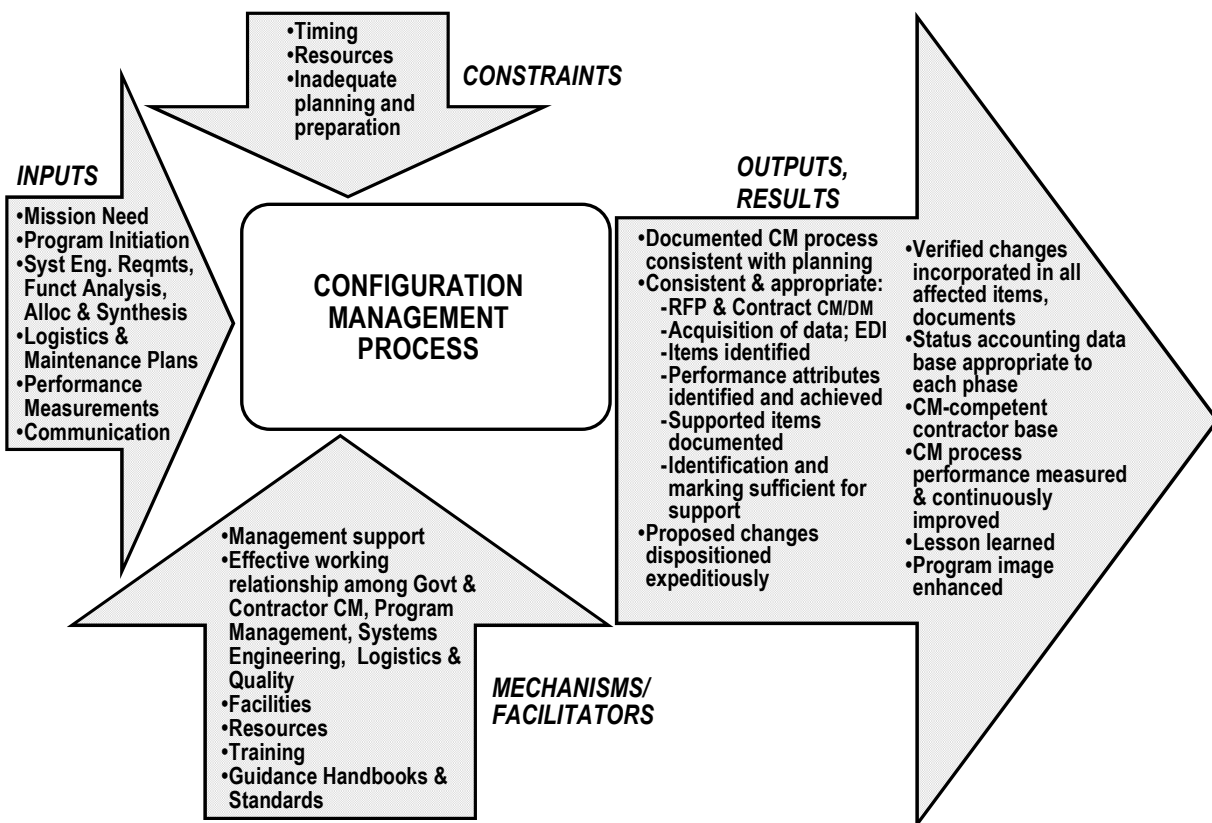 •Timing
•Resources
•Inadequate
planning and
preparation
CONSTRAINTS
INPUTS
•Mission Need
•Program Initiation
•Syst Eng. Reqmts,
Funct Analysis,
Alloc & Synthesis
•Logistics &
Maintenance Plans
•Performance
Measurements
•Communication
CONFIGURATION
MANAGEMENT
PROCESS
•Management support
•Effective working
relationship among Govt &
Contractor CM, Program
Management, Systems
Engineering, Logistics &
Quality
•Facilities
•Resources
•Training
•Guidance Handbooks &
Standards
MECHANISMS/
FACILITATORS
OUTPUTS,
RESULTS
•Documented CM process
consistent with planning
•Consistent & appropriate:
-RFP & Contract CM/DM
-Acquisition of data; EDI
-Items identified
-Performance attributes
identified and achieved
-Supported items
documented
-Identification and
marking sufficient for
support
•Proposed changes
dispositioned
expeditiously
•Verified changes
incorporated in all
affected items,
documents
•Status accounting data
base appropriate to
each phase
•CM-competent
contractor base
•CM process
performance measured
& continuously
improved
•Lesson learned
•Program image
enhanced